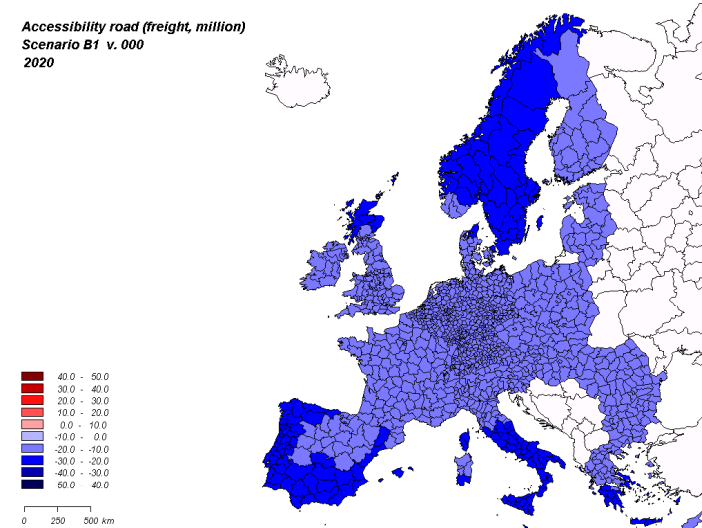 Accessibility road (freight, million)
Scenario B1 v. 000
2020
40.0 - 50.0
30.0 - 40.0
20.0 - 30.0
10.0 - 20.0
0.0 - 10.0
-10.0 - 0.0
-20.0 - -10.0
-30.0 - -20.0
-40.0 - -30.0
50.0 - 40.0
0 250 500 km